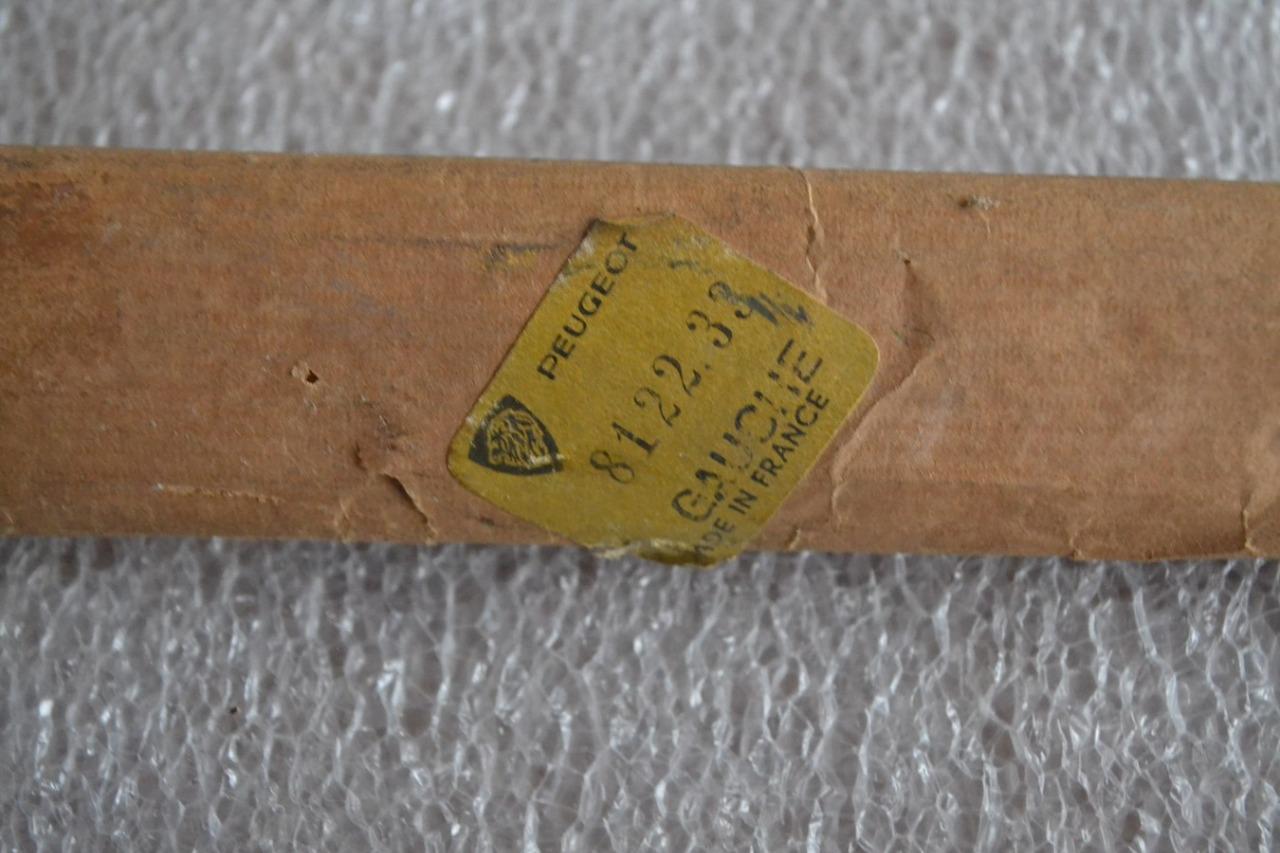 PEUGEOT
8122.33
GAUCHE
MADE IN FRANCE